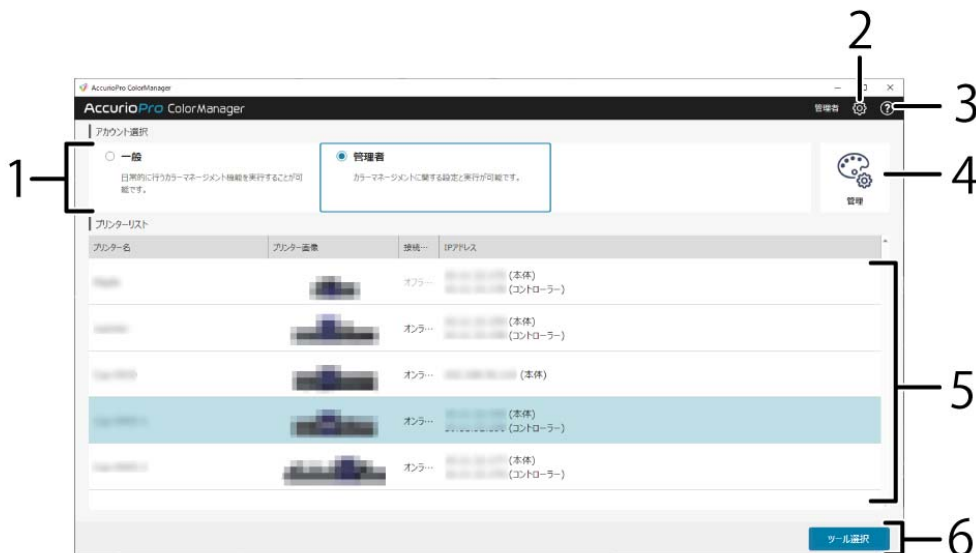 2
AccurioPro ColorManager
AccurioPro ColorManager
管理者
3
アカウント選択
1
一般
日常的に行うカラーマネージメント機能を実行することが可能です。
管理者
カラーマネージメントに関する設定と実行が可能です。
管理
4
プリンターリスト
プリンター名 プリンター画像 接続… IPアドレス
オフラ… (本体)
(コントローラー)
オンラ… (本体)
(コントローラー)
オンラ… (本体)
オンラ… (本体)
(コントローラー)
オンラ… (本体)
(コントローラー)
5
ツール選択
6